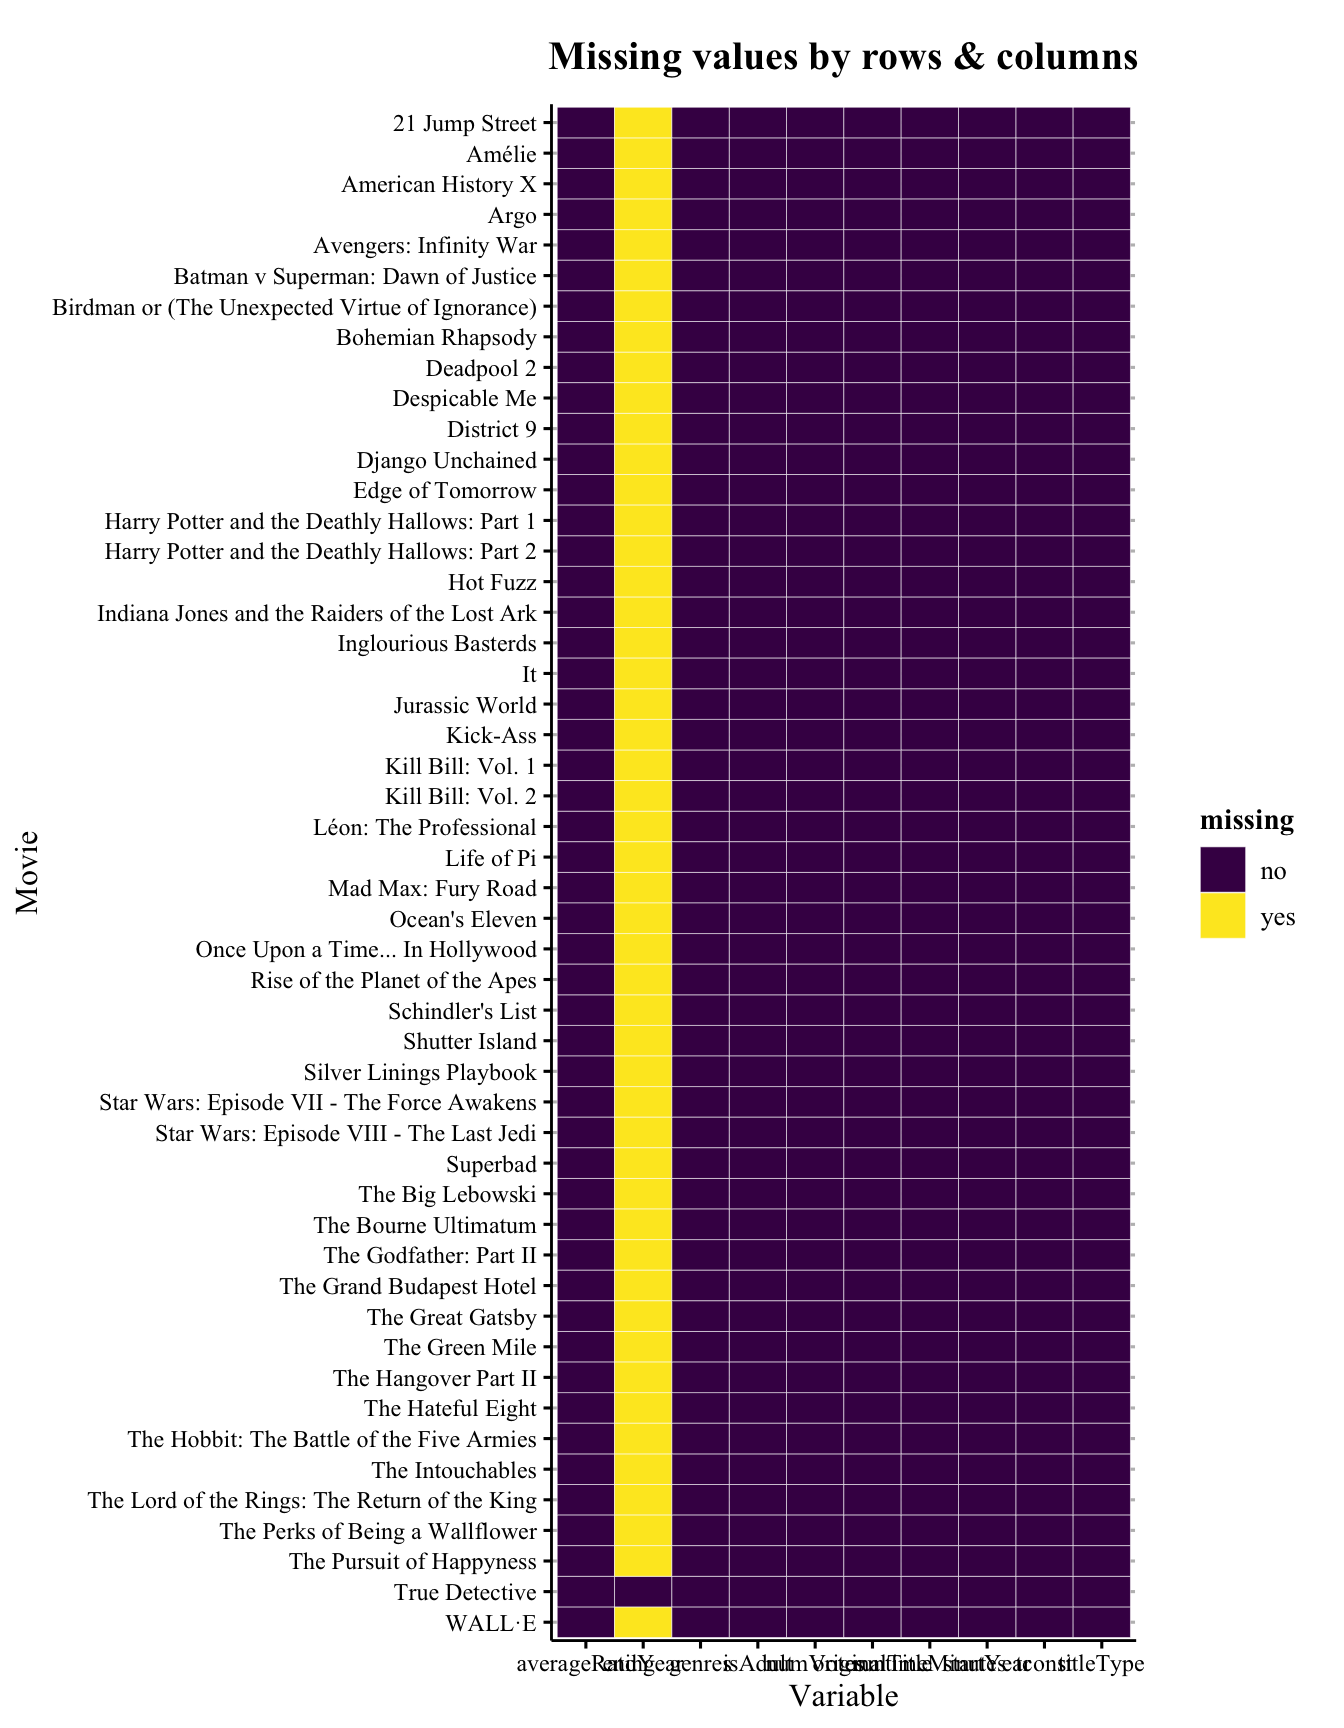 Missing values by rows & columns
21 Jump Street
Amélie
American History X
Argo
Avengers: Infinity War
Batman v Superman: Dawn of Justice
Birdman or (The Unexpected Virtue of Ignorance)
Bohemian Rhapsody
Deadpool 2
Despicable Me
District 9
Django Unchained
Edge of Tomorrow
Harry Potter and the Deathly Hallows: Part 1
Harry Potter and the Deathly Hallows: Part 2
Hot Fuzz
Indiana Jones and the Raiders of the Lost Ark
Inglourious Basterds
It
Jurassic World
Kick-Ass
Kill Bill: Vol. 1
Kill Bill: Vol. 2
Léon: The Professional
Life of Pi
Mad Max: Fury Road
Ocean's Eleven
Once Upon a Time... In Hollywood
Rise of the Planet of the Apes
Schindler's List
Shutter Island
Silver Linings Playbook
Star Wars: Episode VII - The Force Awakens
Star Wars: Episode VIII - The Last Jedi
Superbad
The Big Lebowski
The Bourne Ultimatum
The Godfather: Part II
The Grand Budapest Hotel
The Great Gatsby
The Green Mile
The Hangover Part II
The Hateful Eight
The Hobbit: The Battle of the Five Armies
The Intouchables
The Lord of the Rings: The Return of the King
The Perks of Being a Wallflower
The Pursuit of Happyness
True Detective
WALL·E
Movie
averageRating endYear genres isAdult numVotes originalTitle runtimeMinutes startYear tconst titleType
Variable
missing
no
yes